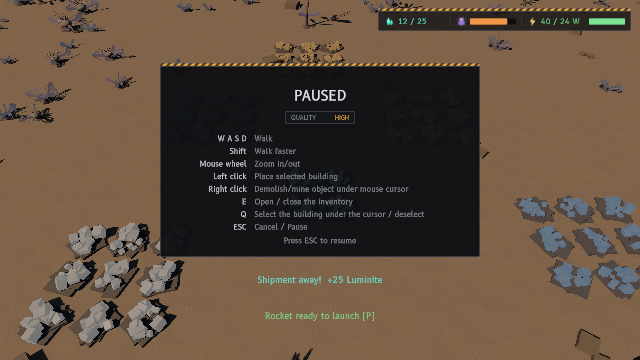 12 / 25
40 / 24 W
PAUSED
QUALITY HIGH
W A S D Walk
Shift Walk faster
Mouse wheel Zoom in/out
Left click Place selected building
Right click Demolish/mine object under mouse cursor
E Open / close the inventory
Q Select the building under the cursor / deselect
ESC Cancel / Pause
Press ESC to resume
Shipment away! +25 Luminite
Rocket ready to launch [P]